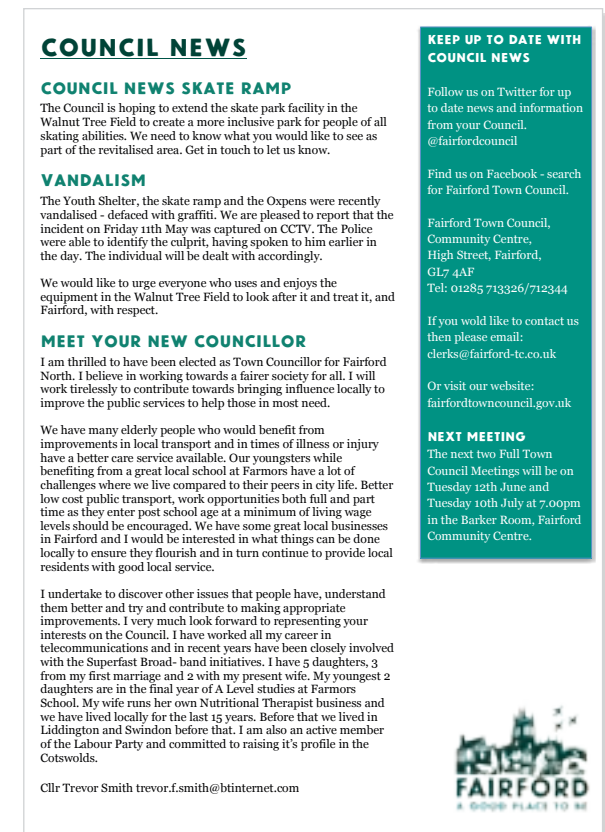 COUNCIL NEWS
COUNCIL NEWS SKATE RAMP
The Council is hoping to extend the skate park facility in the
Walnut Tree Field to create a more inclusive park for people of all
skating abilities. We need to know what you would like to see as
part of the revitalised area. Get in touch to let us know.
VANDALISM
The Youth Shelter, the skate ramp and the Oxpens were recently
vandalised - defaced with graffiti. We are pleased to report that the
incident on Friday 11th May was captured on CCTV. The Police
were able to identify the culprit, having spoken to him earlier in
the day. The individual will be dealt with accordingly.
We would like to urge everyone who uses and enjoys the
equipment in the Walnut Tree Field to look after it and treat it, and
Fairford, with respect.
MEET YOUR NEW COUNCILLOR
I am thrilled to have been elected as Town Councillor for Fairford
North. I believe in working towards a fairer society for all. I will
work tirelessly to contribute towards bringing influence locally to
improve the public services to help those in most need.
We have many elderly people who would benefit from
improvements in local transport and in times of illness or injury
have a better care service available. Our youngsters while
benefiting from a great local school at Farmors have a lot of
challenges where we live compared to their peers in city life. Better
low cost public transport, work opportunities both full and part
time as they enter post school age at a minimum of living wage
levels should be encouraged. We have some great local businesses
in Fairford and I would be interested in what things can be done
locally to ensure they flourish and in turn continue to provide local
residents with good local service.
I undertake to discover other issues that people have, understand
them better and try and contribute to making appropriate
improvements. I very much look forward to representing your
interests on the Council. I have worked all my career in
telecommunications and in recent years have been closely involved
with the Superfast Broad- band initiatives. I have 5 daughters, 3
from my first marriage and 2 with my present wife. My youngest 2
daughters are in the final year of A Level studies at Farmors
School. My wife runs her own Nutritional Therapist business and
we have lived locally for the last 15 years. Before that we lived in
Liddington and Swindon before that. I am also an active member
of the Labour Party and committed to raising it's profile in the
Cotswolds.
Cllr Trevor Smith trevor.f.smith@btinternet.com
KEEP UP TO DATE WITH
COUNCIL NEWS
Follow us on Twitter for up
to date news and information
from your Council.
@fairfordcouncil
Find us on Facebook - search
for Fairford Town Council.
Fairford Town Council,
Community Centre,
High Street, Fairford,
GL7 4AF
Tel: 01285 713326/712344
If you wold like to contact us
then please email:
clerks@fairford-tc.co.uk
Or visit our website:
fairfordtowncouncil.gov.uk
NEXT MEETING
The next two Full Town
Council Meetings will be on
Tuesday 12th June and
Tuesday 10th July at 7.00pm
in the Barker Room, Fairford
Community Centre.
FAIRFORD
A GOOD PLACE TO BE